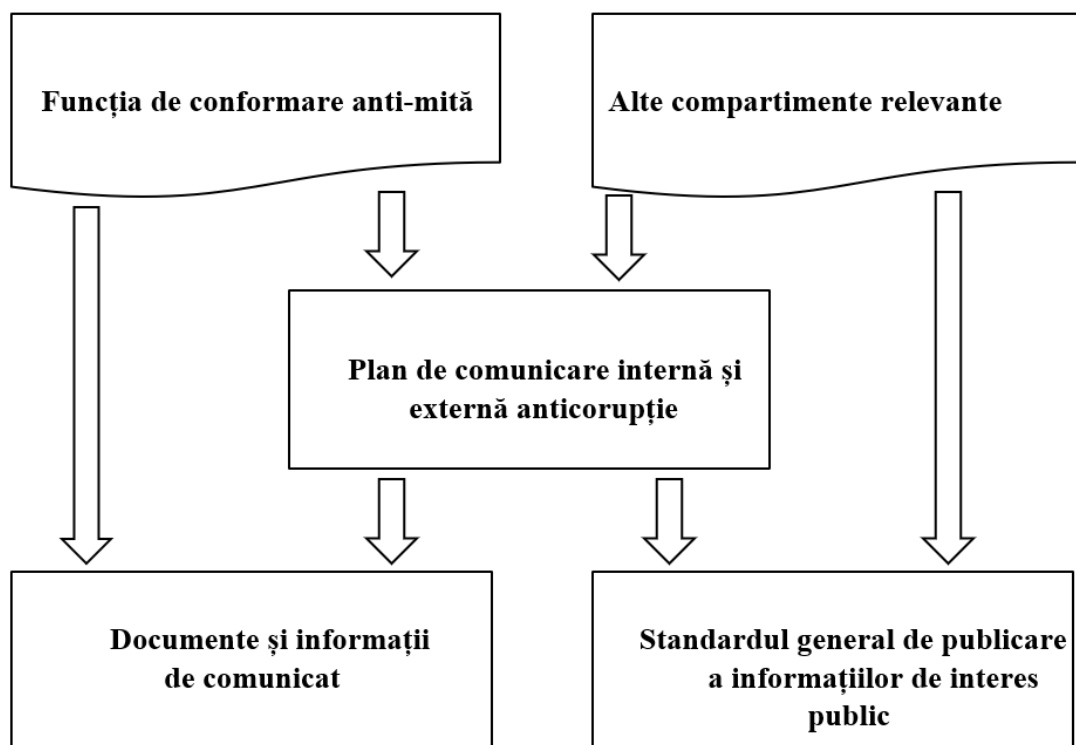 Funcția de conformare anti-mită
Alte compartimente relevante
Plan de comunicare internă și
externă anticorupție
Documente și informații
de comunicat
Standardul general de publicare
a informațiilor de interes
public